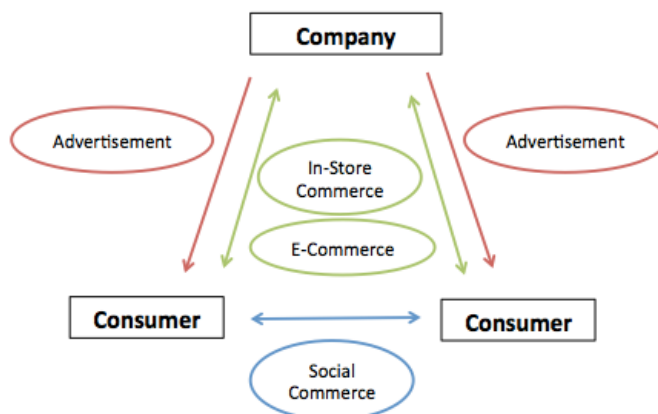 Company
Advertisement
Advertisement
In-Store
Commerce
E-Commerce
Consumer
Consumer
Social
Commerce